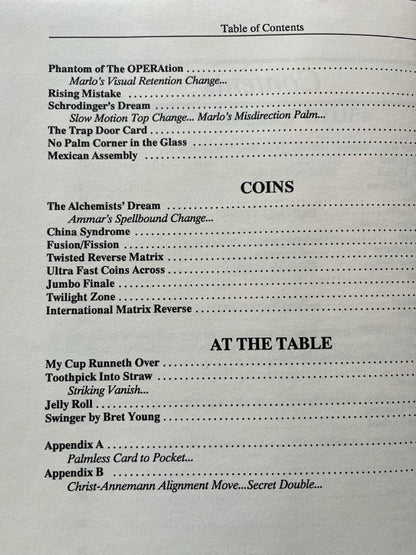 Table of Contents
Phantom of The OPERAtion ........................................
Marlo's Visual Retention Change...
Rising Mistake ........................................
Schrodinger's Dream ........................................
Slow Motion Top Change... Marlo's Misdirection Palm...
The Trap Door Card ........................................
No Palm Corner in the Glass ........................................
Mexican Assembly ........................................
COINS
The Alchemists' Dream ........................................
Ammar's Spellbound Change...
China Syndrome ........................................
Fusion/Fission ........................................
Twisted Reverse Matrix ........................................
Ultra Fast Coins Across ........................................
Jumbo Finale ........................................
Twilight Zone ........................................
International Matrix Reverse ........................................
AT THE TABLE
My Cup Runneth Over ........................................
Toothpick Into Straw ........................................
Striking Vanish...
Jelly Roll ........................................
Swinger by Bret Young ........................................
Appendix A ........................................
Palmless Card to Pocket...
Appendix B ........................................
Christ-Annemann Alignment Move...Secret Double...